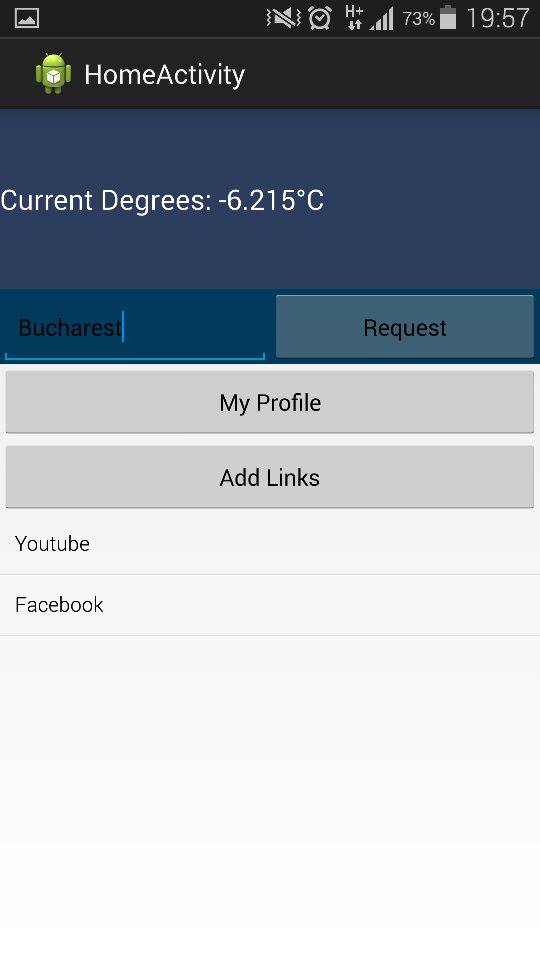 H+ 73% 19:57
HomeActivity
Current Degrees: -6.215°C
Bucharest Request
My Profile
Add Links
Youtube
Facebook